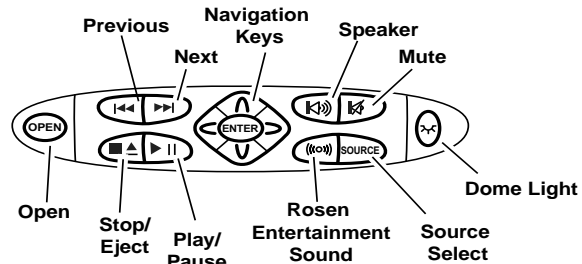 Navigation
Keys
Previous
Next
Speaker
Mute
OPEN
ENTER
SOURCE
Dome Light
Open
Stop/
Eject
Play/
Pause
Rosen
Entertainment
Sound
Source
Select